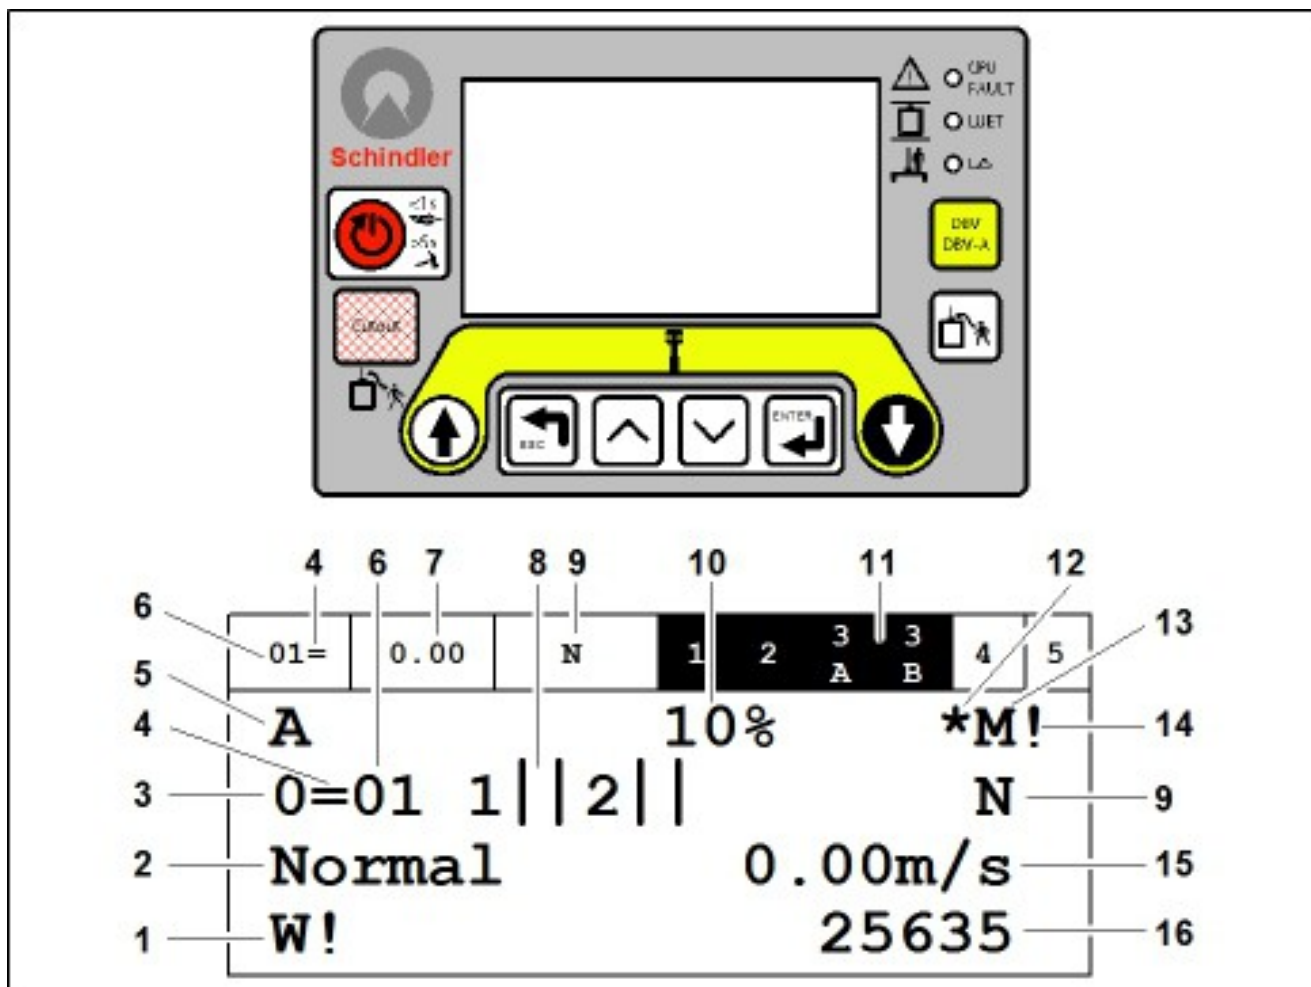 CPU
FAULT
Schindler
LUET
<1s
>5s
DBV
DBV-A
ESC
ENTER
4 6 7 8 9 10 11 12
6 13
01= 0.00 N 1 2 3 A 3 B 4 5
5 A 10% *M! 14
4
3 0=01 1||2|| N 9
2 Normal 0.00m/s 15
1 W! 25635 16